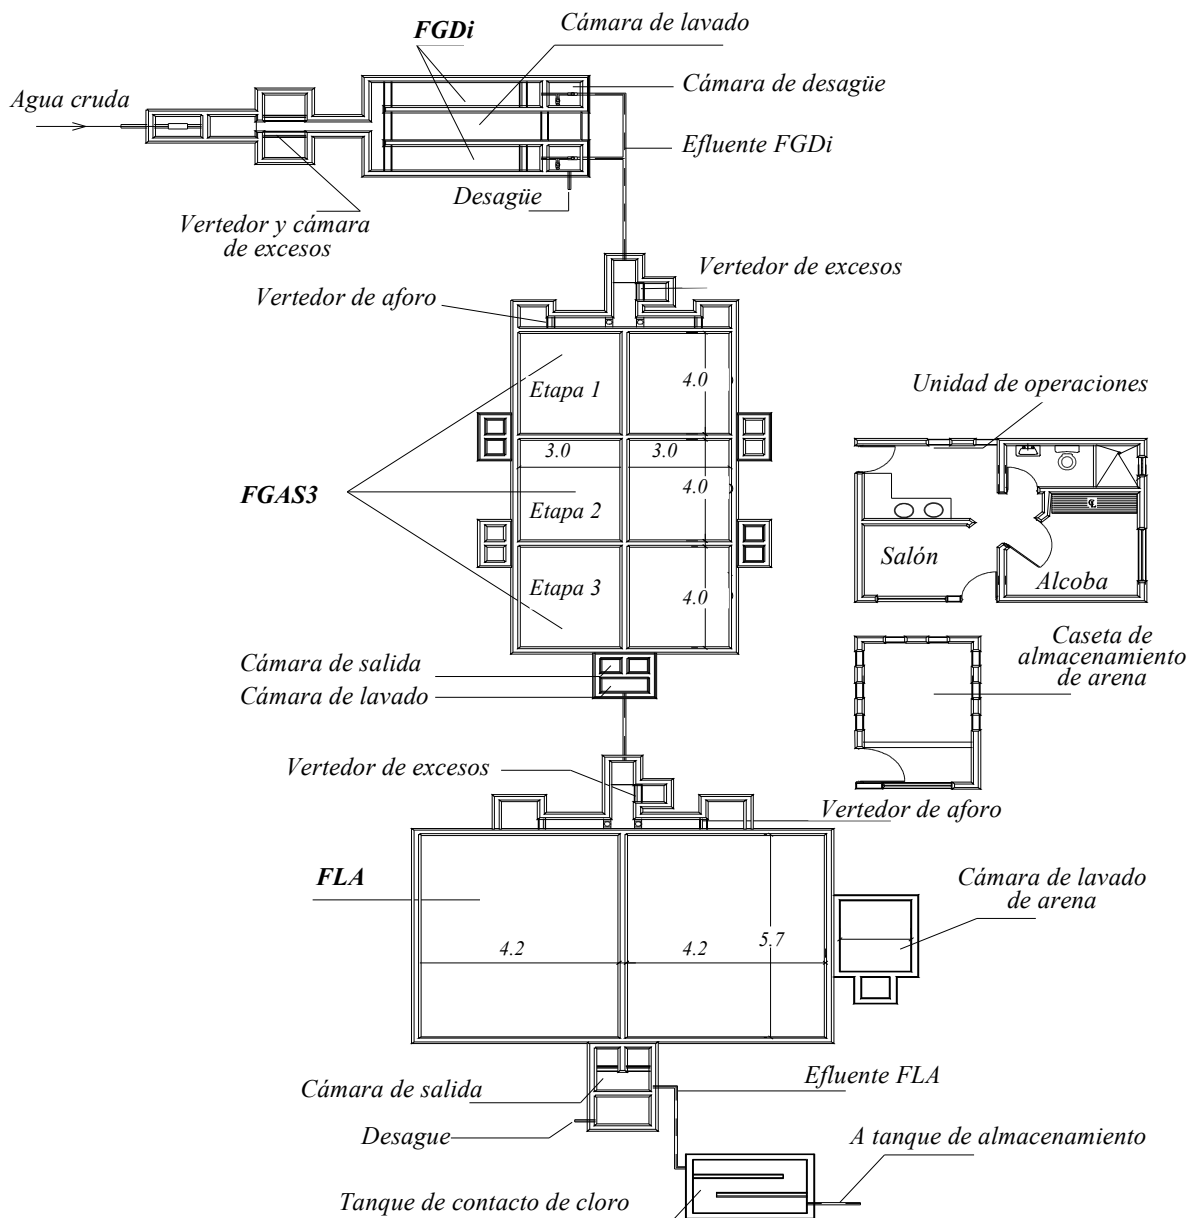 FGDi
Cámara de lavado
Agua cruda
Cámara de desagüe
Efluente FGDi
Desagüe
Vertedor y cámara
de excesos
Vertedor de excesos
Vertedor de aforo
Etapa 1
4.0
3.0
3.0
FGAS3
Etapa 2
4.0
Etapa 3
4.0
Unidad de operaciones
Salón
Alcoba
Caseta de
almacenamiento
de arena
Cámara de salida
Cámara de lavado
Vertedor de excesos
Vertedor de aforo
FLA
4.2
4.2
5.7
Cámara de lavado
de arena
Cámara de salida
Efluente FLA
Desague
A tanque de almacenamiento
Tanque de contacto de cloro